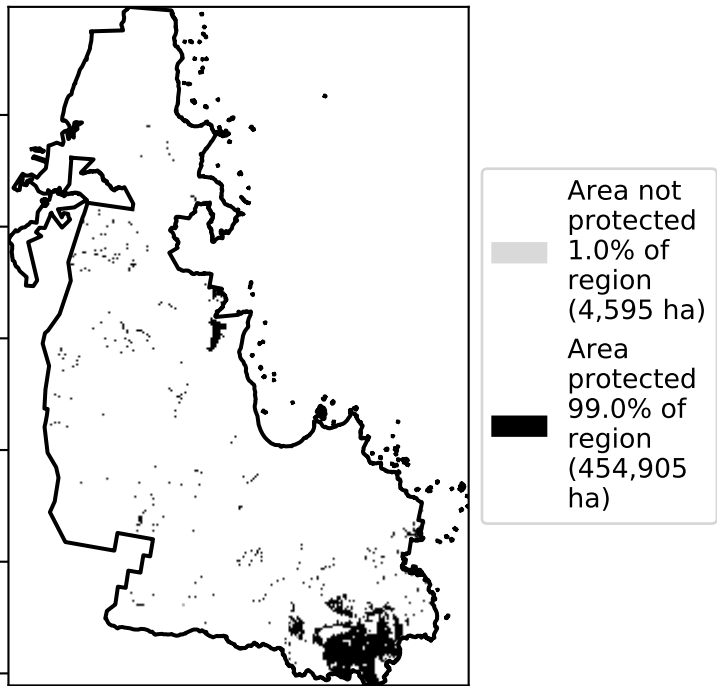 Area not
protected
1.0% of
region
(4,595 ha)
Area
protected
99.0% of
region
(454,905
ha)